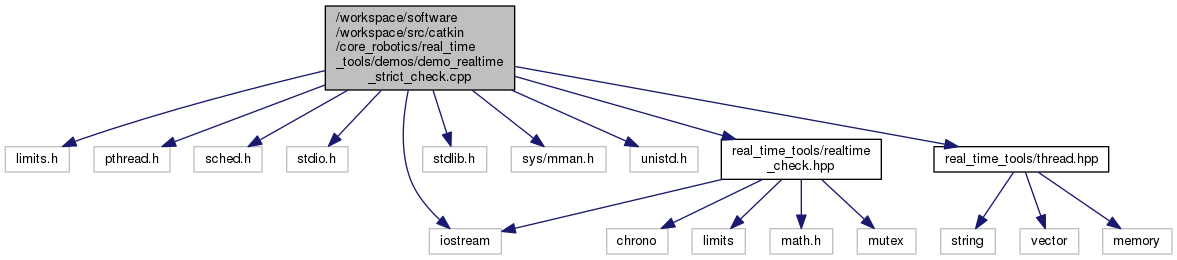 /workspace/software
/workspace/src/catkin
/core_robotics/real_time
_tools/demos/demo_realtime
_strict_check.cpp
limits.h
pthread.h
sched.h
stdio.h
stdlib.h
sys/mman.h
unistd.h
real_time_tools/realtime
_check.hpp
real_time_tools/thread.hpp
iostream
chrono
limits
math.h
mutex
string
vector
memory